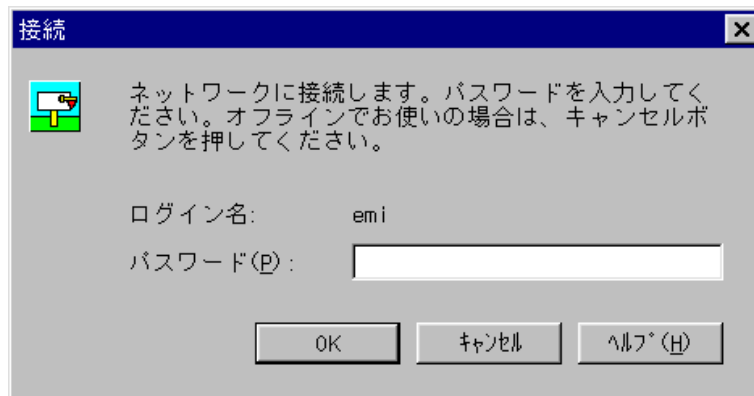 接続
ネットワークに接続します。パスワードを入力してく
ださい。オフラインでお使いの場合は、キャンセルボ
タンを押してください。
ログイン名: emi
パスワード(P):
OK ｷｬﾝｾﾙ ﾍﾙﾌﾟ(H)